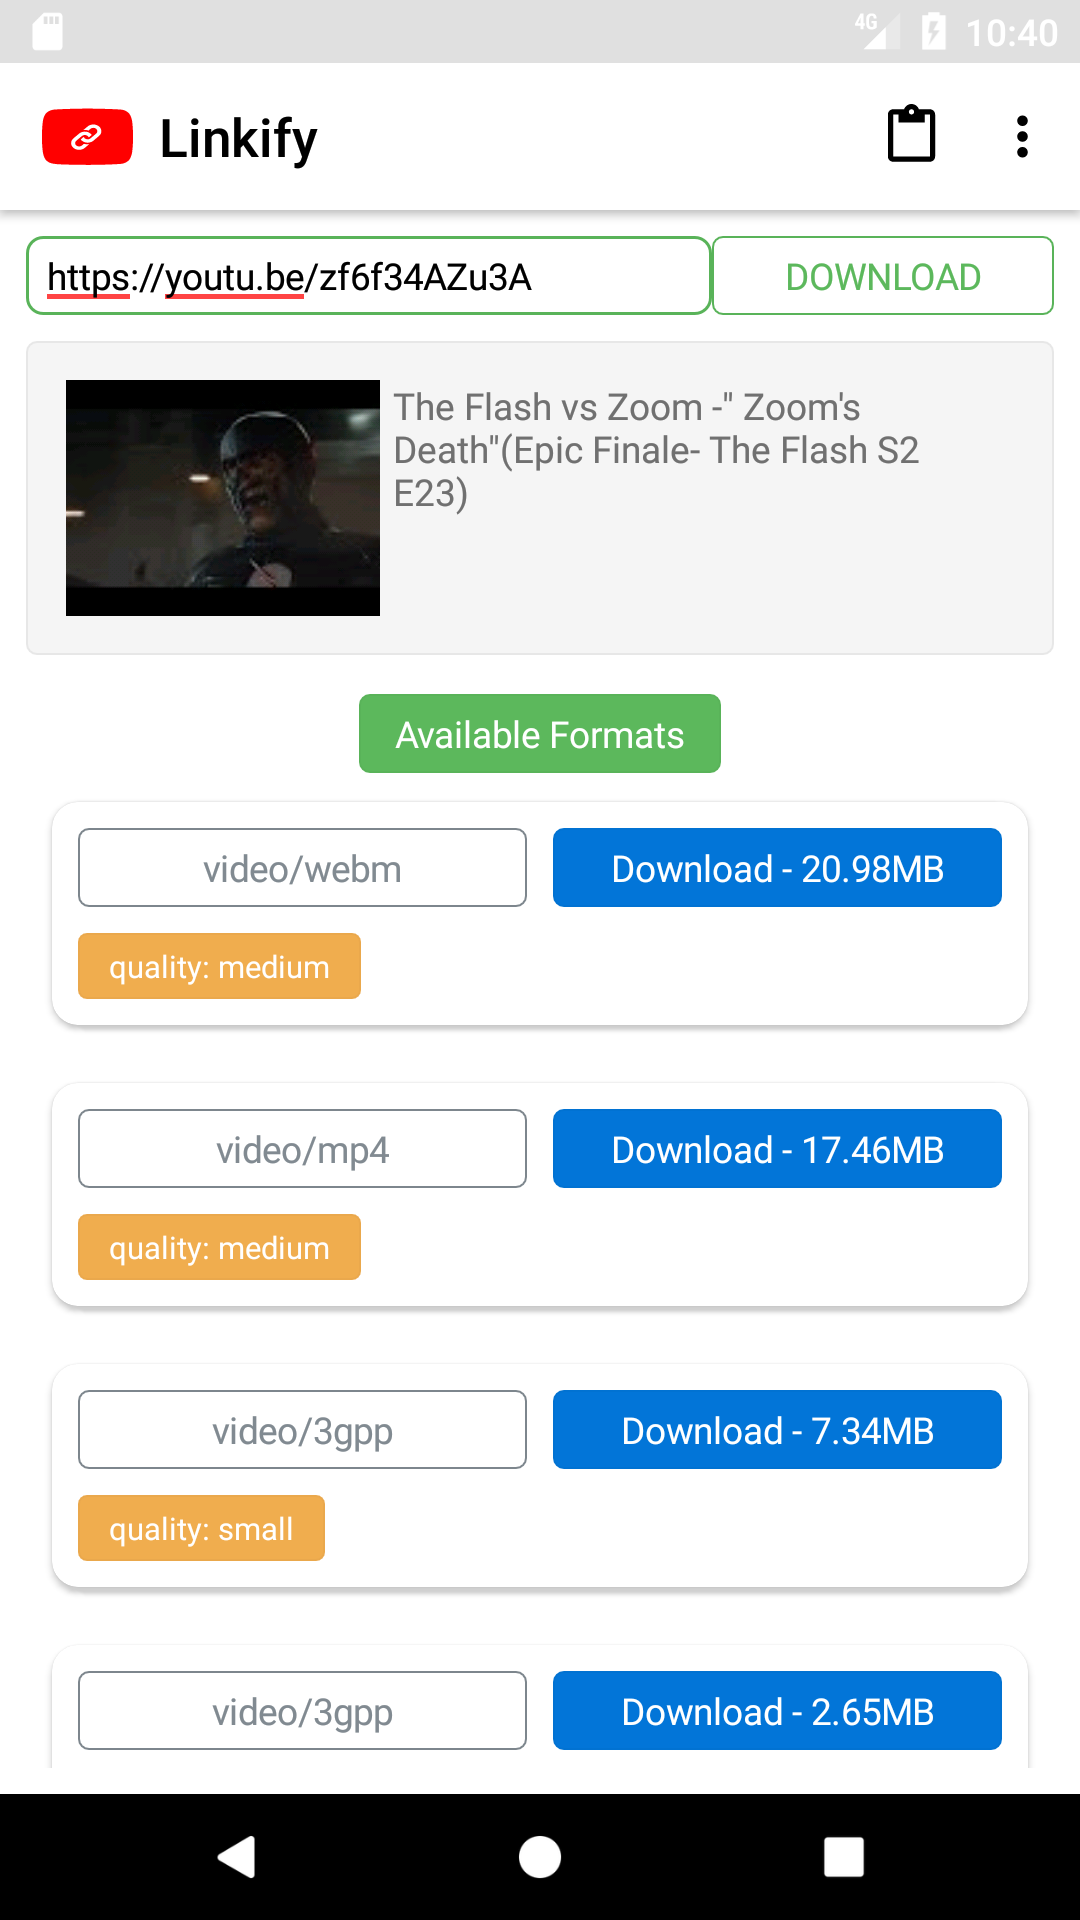 4G 10:40
Linkify
https://youtu.be/zf6f34AZu3A DOWNLOAD
The Flash vs Zoom -" Zoom's
Death"(Epic Finale- The Flash S2
E23)
Available Formats
video/webm Download - 20.98MB
quality: medium
video/mp4 Download - 17.46MB
quality: medium
video/3gpp Download - 7.34MB
quality: small
video/3gpp Download - 2.65MB